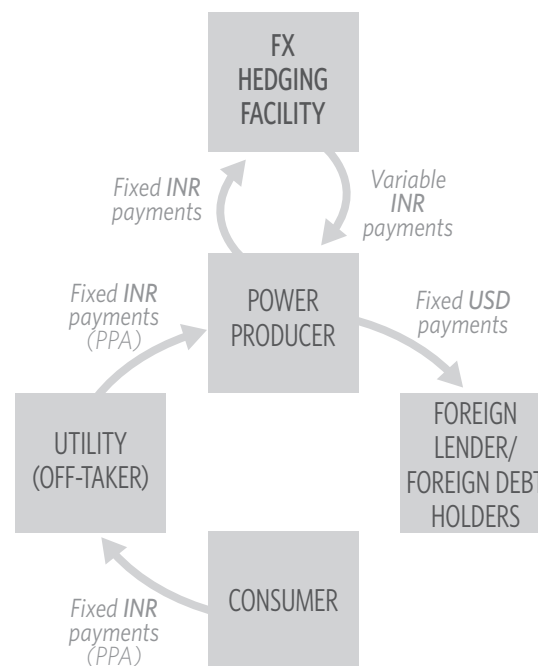 FX
HEDGING
FACILITY
Fixed INR
payments
Variable
INR
payments
Fixed INR
payments
(PPA)
POWER
PRODUCER
Fixed USD
payments
UTILITY
(OFF-TAKER)
FOREIGN
LENDER/
FOREIGN DEBT
HOLDERS
Fixed INR
payments
(PPA)
CONSUMER